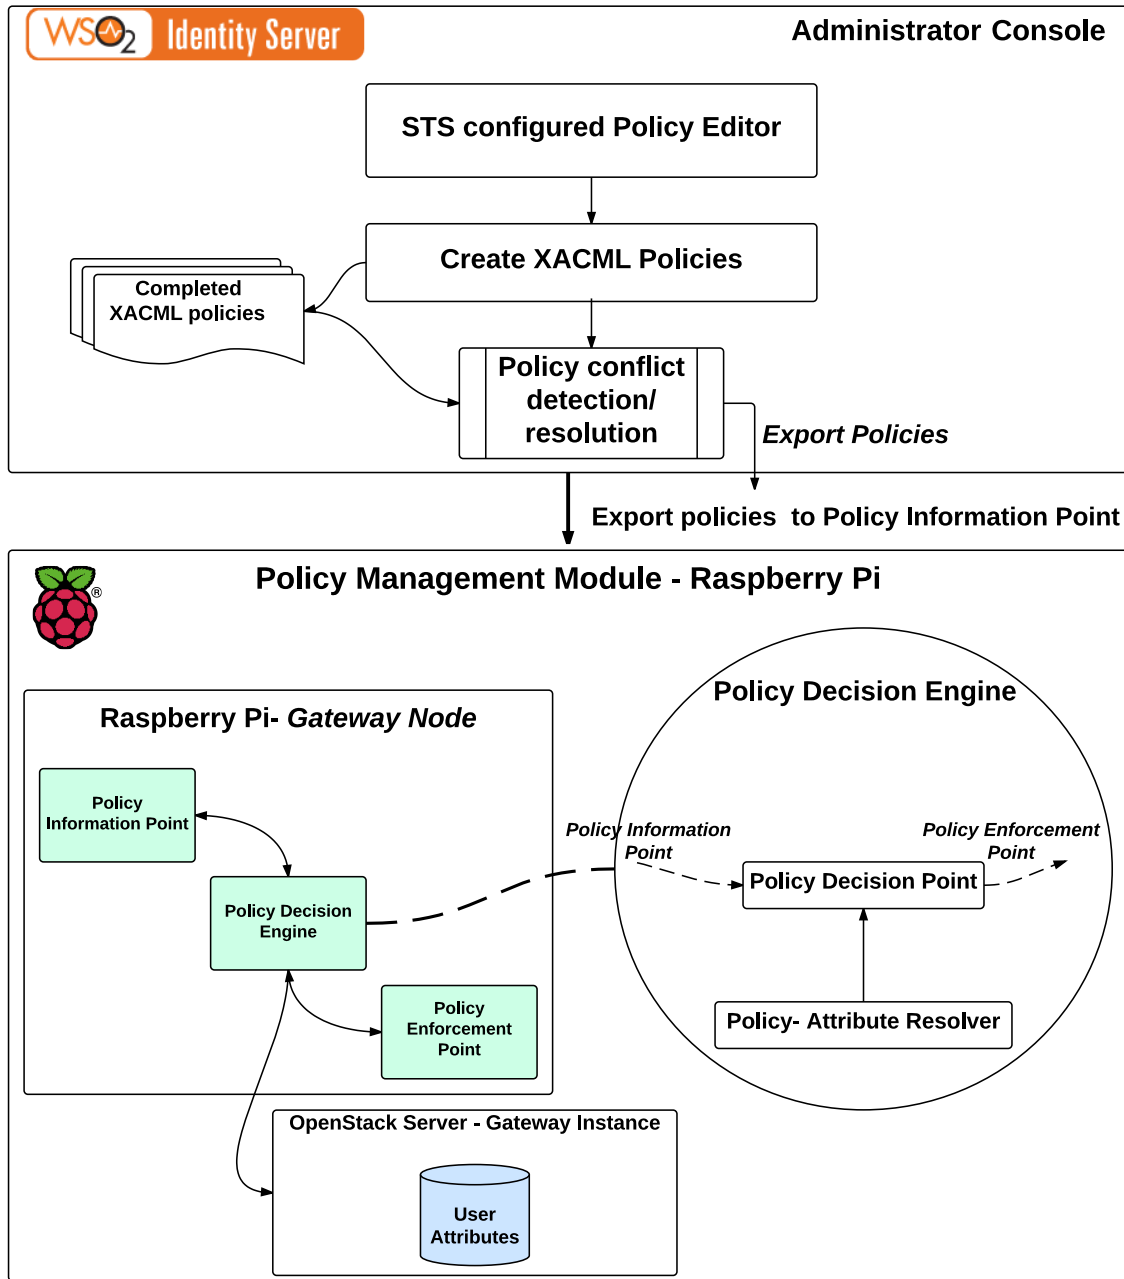 WSO2 Identity Server
Administrator Console
STS configured Policy Editor
Create XACML Policies
Completed
XACML policies
Policy conflict
detection/
resolution
Export Policies
Export policies  to Policy Information Point
Policy Management Module - Raspberry Pi
®
Raspberry Pi- Gateway Node
Policy
Information Point
Policy Decision
Engine
Policy
Enforcement
Point
Policy Decision Engine
Policy Information
Point
Policy Enforcement
Point
Policy Decision Point
Policy- Attribute Resolver
OpenStack Server - Gateway Instance
User
Attributes